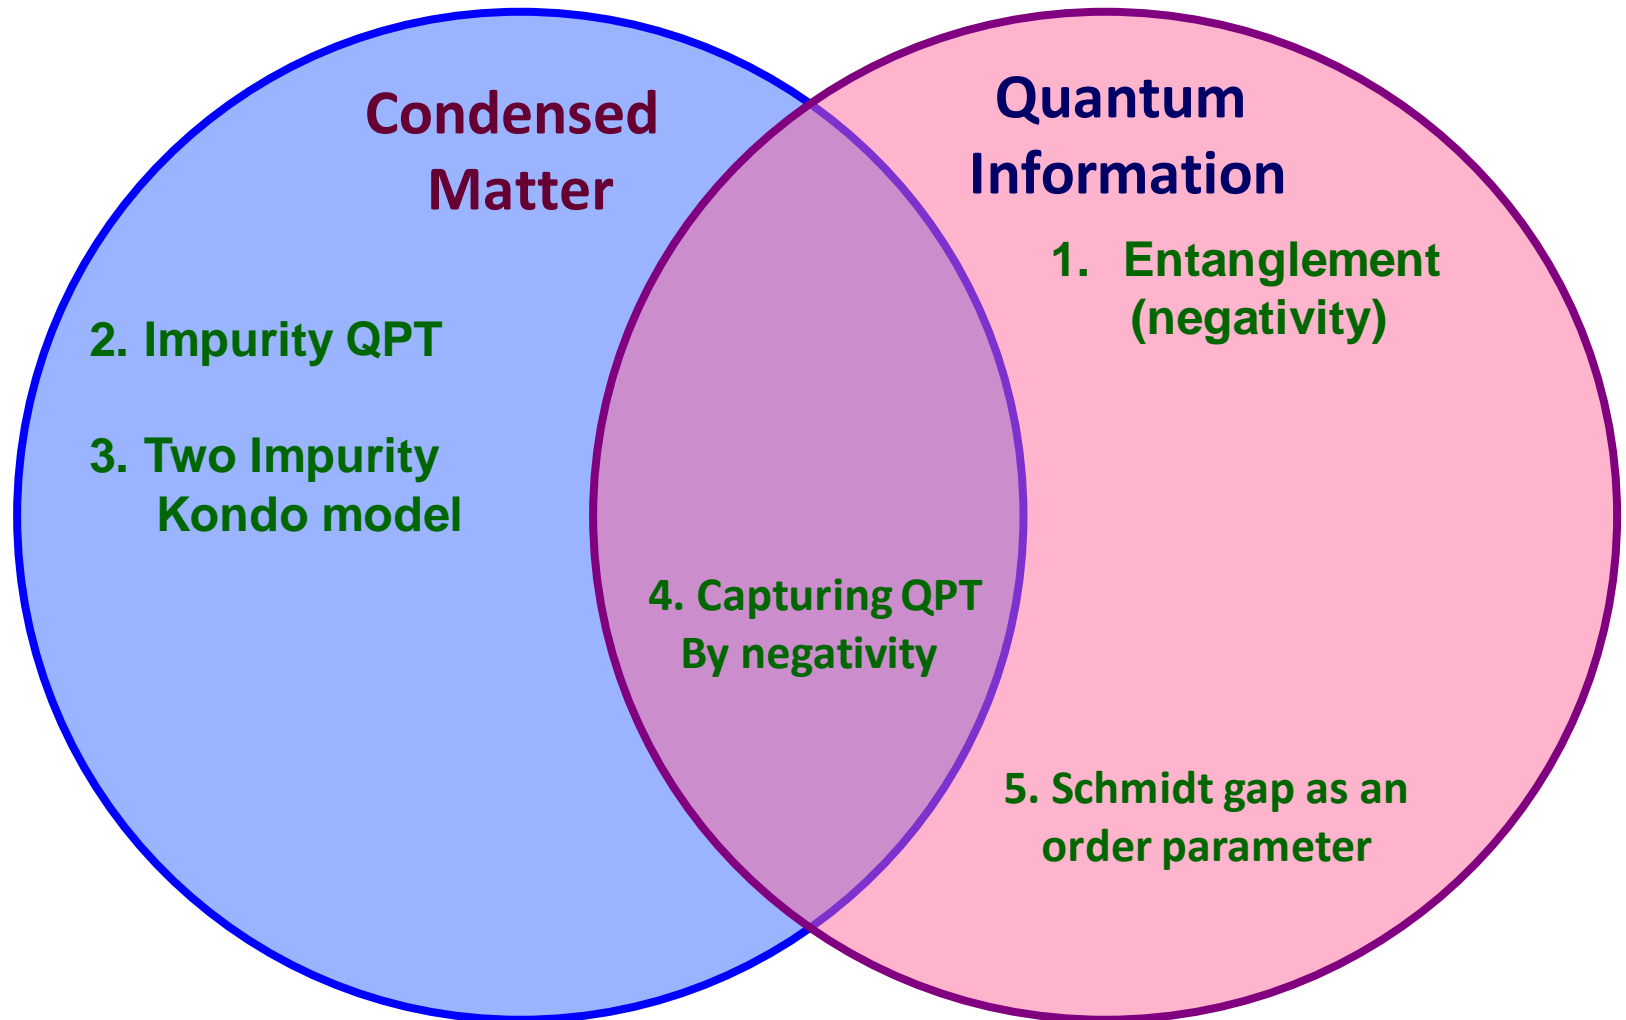 Condensed
Matter
Quantum
Information
1. Entanglement
(negativity)
2. Impurity QPT
3. Two Impurity
Kondo model
4. Capturing QPT
By negativity
5. Schmidt gap as an
order parameter